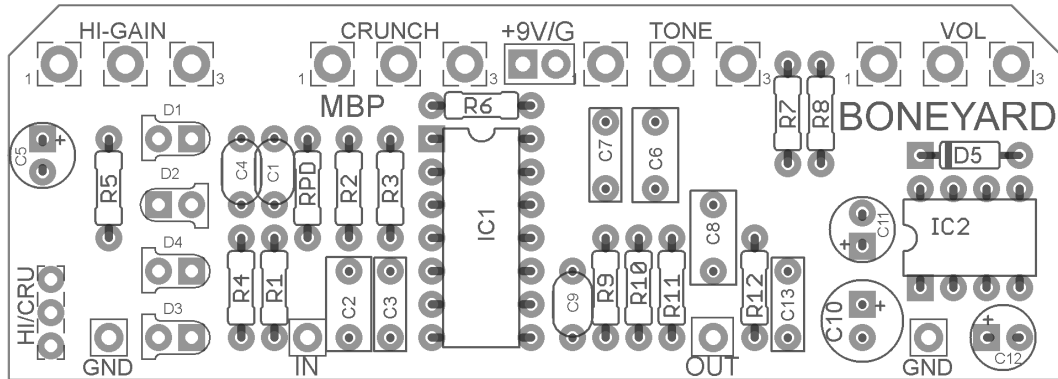 HI-GAIN
CRUNCH
+9V/G
TONE
VOL
1 3
1 3
1
1 3
MBP
R6
R7
R8
BONEYARD
D1
C5
+
R5
D2
C4
C1
RPD
R2
R3
IC1
C7
C6
D5
C8
C11
+
IC2
D4
R4
R1
C2
C3
C9
R9
R10
R11
R12
C13
C10
+
+
C12
HI/CRU
D3
GND
IN
OUT
GND